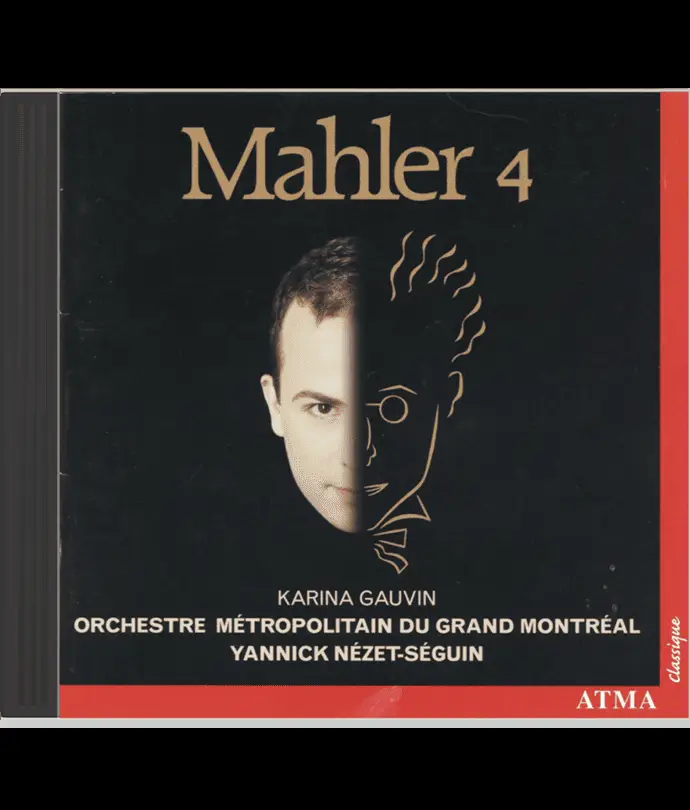 Mahler 4
KARINA GAUVIN
ORCHESTRE MÉTROPOLITAIN DU GRAND MONTRÉAL
YANNICK NÉZET-SÉGUIN
classique
ATMA